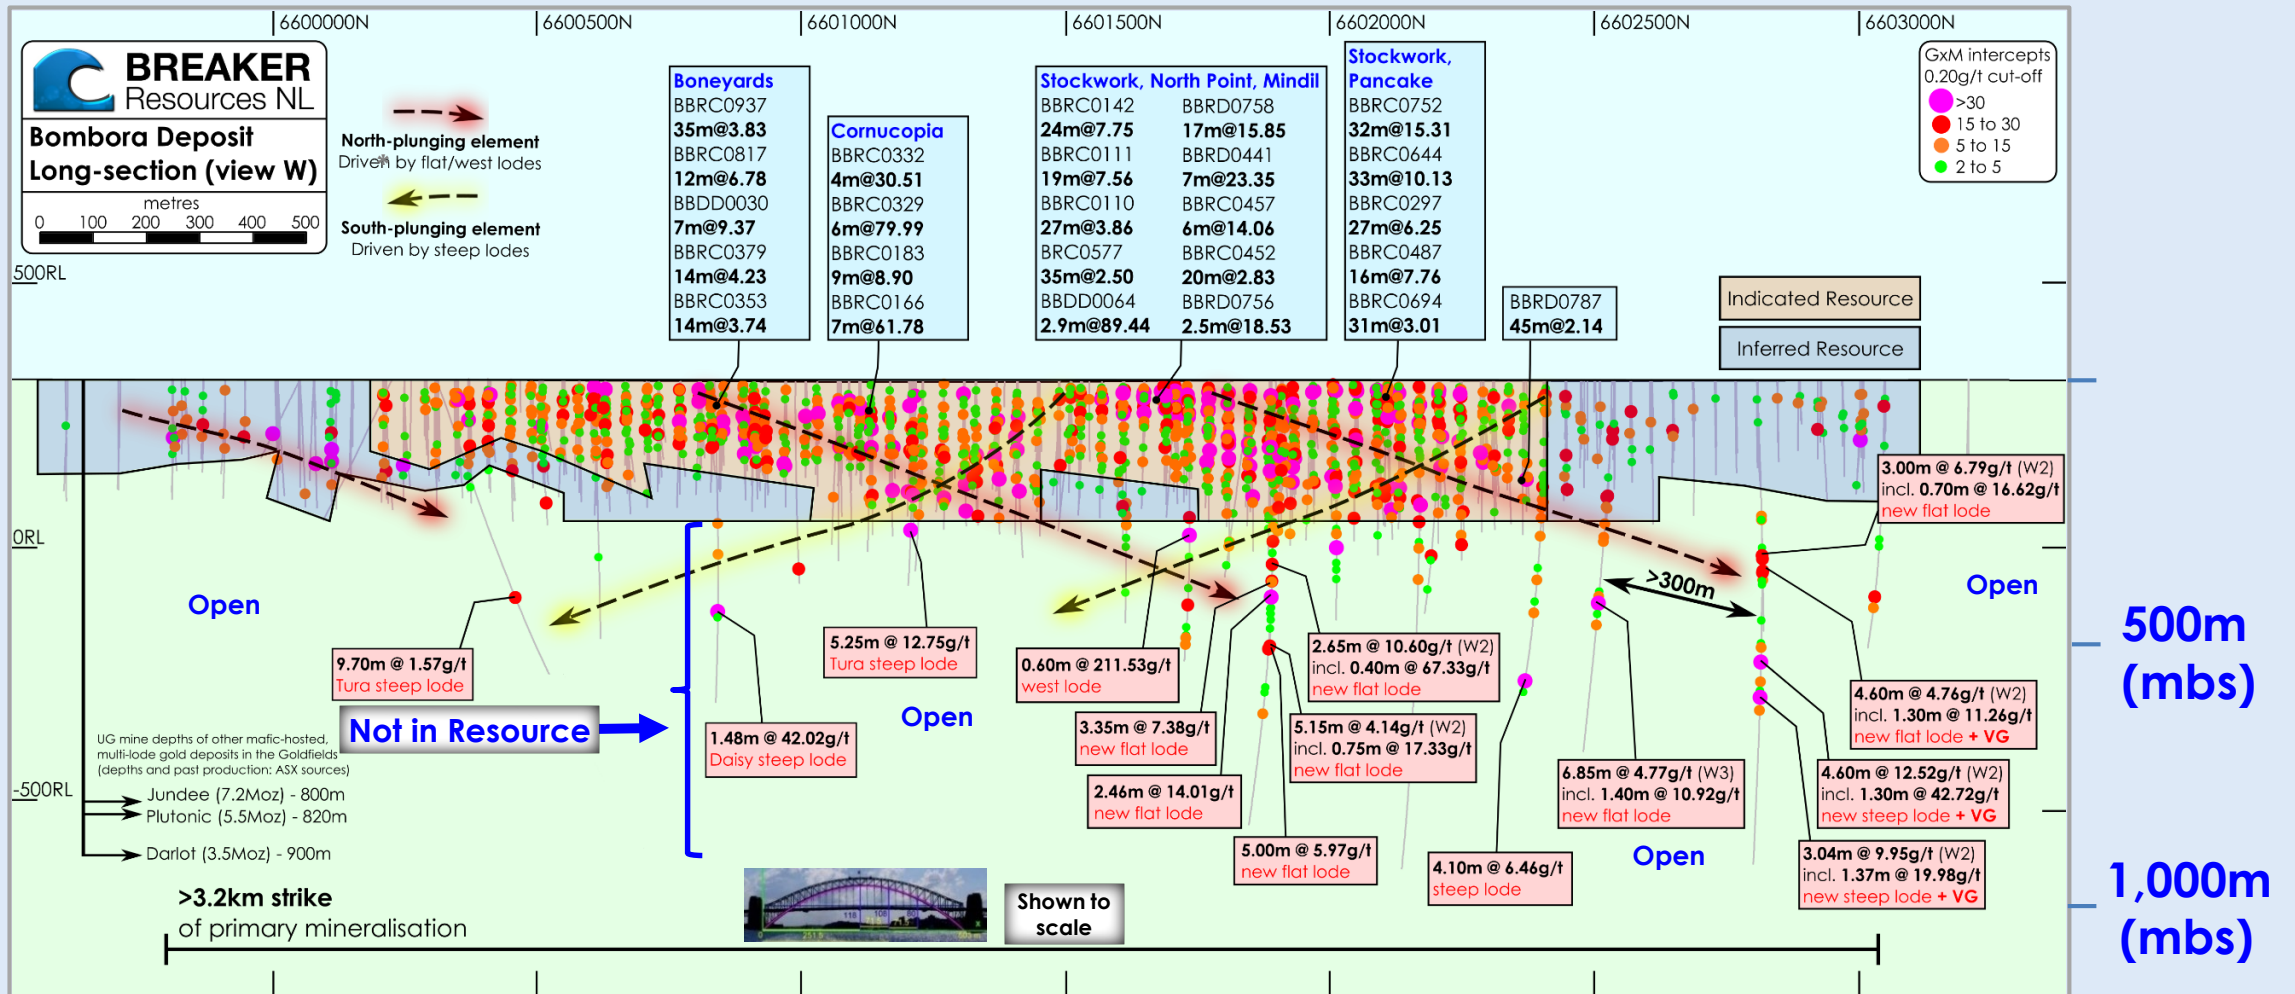 6600000N
6600500N
6601000N
6601500N
6602000N
6602500N
6603000N
BREAKER
Resources NL
Bombora Deposit
Long-section (view W)
metres
0 100 200 300 400 500
North-plunging element
Driven by flat/west lodes
South-plunging element
Driven by steep lodes
Boneyards
BBRC0937
35m@3.83
BBRC0817
12m@6.78
BBDD0030
7m@9.37
BBRC0379
14m@4.23
BBRC0353
14m@3.74
Cornucopia
BBRC0332
4m@30.51
BBRC0329
6m@79.99
BBRC0183
9m@8.90
BBRC0166
7m@61.78
Stockwork, North Point, Mindil
BBRC0142 BBRD0758
24m@7.75 17m@15.85
BBRC0111 BBRD0441
19m@7.56 7m@23.35
BBRC0110 BBRC0457
27m@3.86 6m@14.06
BRC0577 BBRC0452
35m@2.50 20m@2.83
BBDD0064 BBRD0756
2.9m@89.44 2.5m@18.53
Stockwork,
Pancake
BBRC0752
32m@15.31
BBRC0644
33m@10.13
BBRC0297
27m@6.25
BBRC0487
16m@7.76
BBRC0694
31m@3.01
BBRD0787
45m@2.14
GxM intercepts
0.20g/t cut-off
>30
15 to 30
5 to 15
2 to 5
Indicated Resource
Inferred Resource
500RL
0RL
-500RL
Open
Open
Open
Open
>300m
3.00m @ 6.79g/t (W2)
incl. 0.70m @ 16.62g/t
new flat lode
9.70m @ 1.57g/t
Tura steep lode
Not in Resource
1.48m @ 42.02g/t
Daisy steep lode
5.25m @ 12.75g/t
Tura steep lode
0.60m @ 211.53g/t
west lode
3.35m @ 7.38g/t
new flat lode
2.46m @ 14.01g/t
new flat lode
2.65m @ 10.60g/t (W2)
incl. 0.40m @ 67.33g/t
new flat lode
5.15m @ 4.14g/t (W2)
incl. 0.75m @ 17.33g/t
new flat lode
5.00m @ 5.97g/t
new flat lode
4.10m @ 6.46g/t
steep lode
6.85m @ 4.77g/t (W3)
incl. 1.40m @ 10.92g/t
new flat lode
4.60m @ 4.76g/t (W2)
incl. 1.30m @ 11.26g/t
new flat lode + VG
4.60m @ 12.52g/t (W2)
incl. 1.30m @ 42.72g/t
new steep lode + VG
3.04m @ 9.95g/t (W2)
incl. 1.37m @ 19.98g/t
new steep lode + VG
UG mine depths of other mafic-hosted,
multi-lode gold deposits in the Goldfields
(depths and past production: ASX sources)
Jundee (7.2Moz) - 800m
Plutonic (5.5Moz) - 820m
Darlot (3.5Moz) - 900m
>3.2km strike
of primary mineralisation
Shown to
scale
500m
(mbs)
1,000m
(mbs)